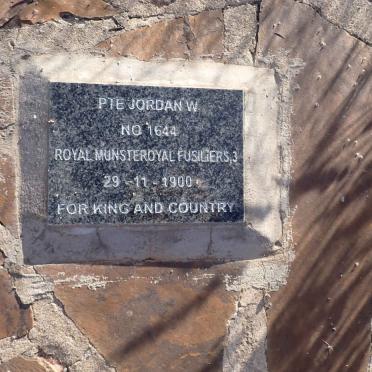 PTE JORDAN W
NO 1644
ROYAL MUNSTEROYAL FUSILIERS,3
29-11-1900
FOR KING AND COUNTRY